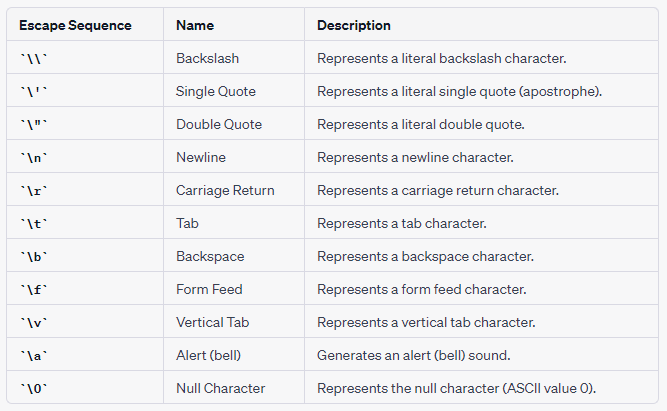 Escape Sequence Name Description
`\\` Backslash Represents a literal backslash character.
`\'` Single Quote Represents a literal single quote (apostrophe).
`\"` Double Quote Represents a literal double quote.
`\n` Newline Represents a newline character.
`\r` Carriage Return Represents a carriage return character.
`\t` Tab Represents a tab character.
`\b` Backspace Represents a backspace character.
`\f` Form Feed Represents a form feed character.
`\v` Vertical Tab Represents a vertical tab character.
`\a` Alert (bell) Generates an alert (bell) sound.
`\0` Null Character Represents the null character (ASCII value 0).